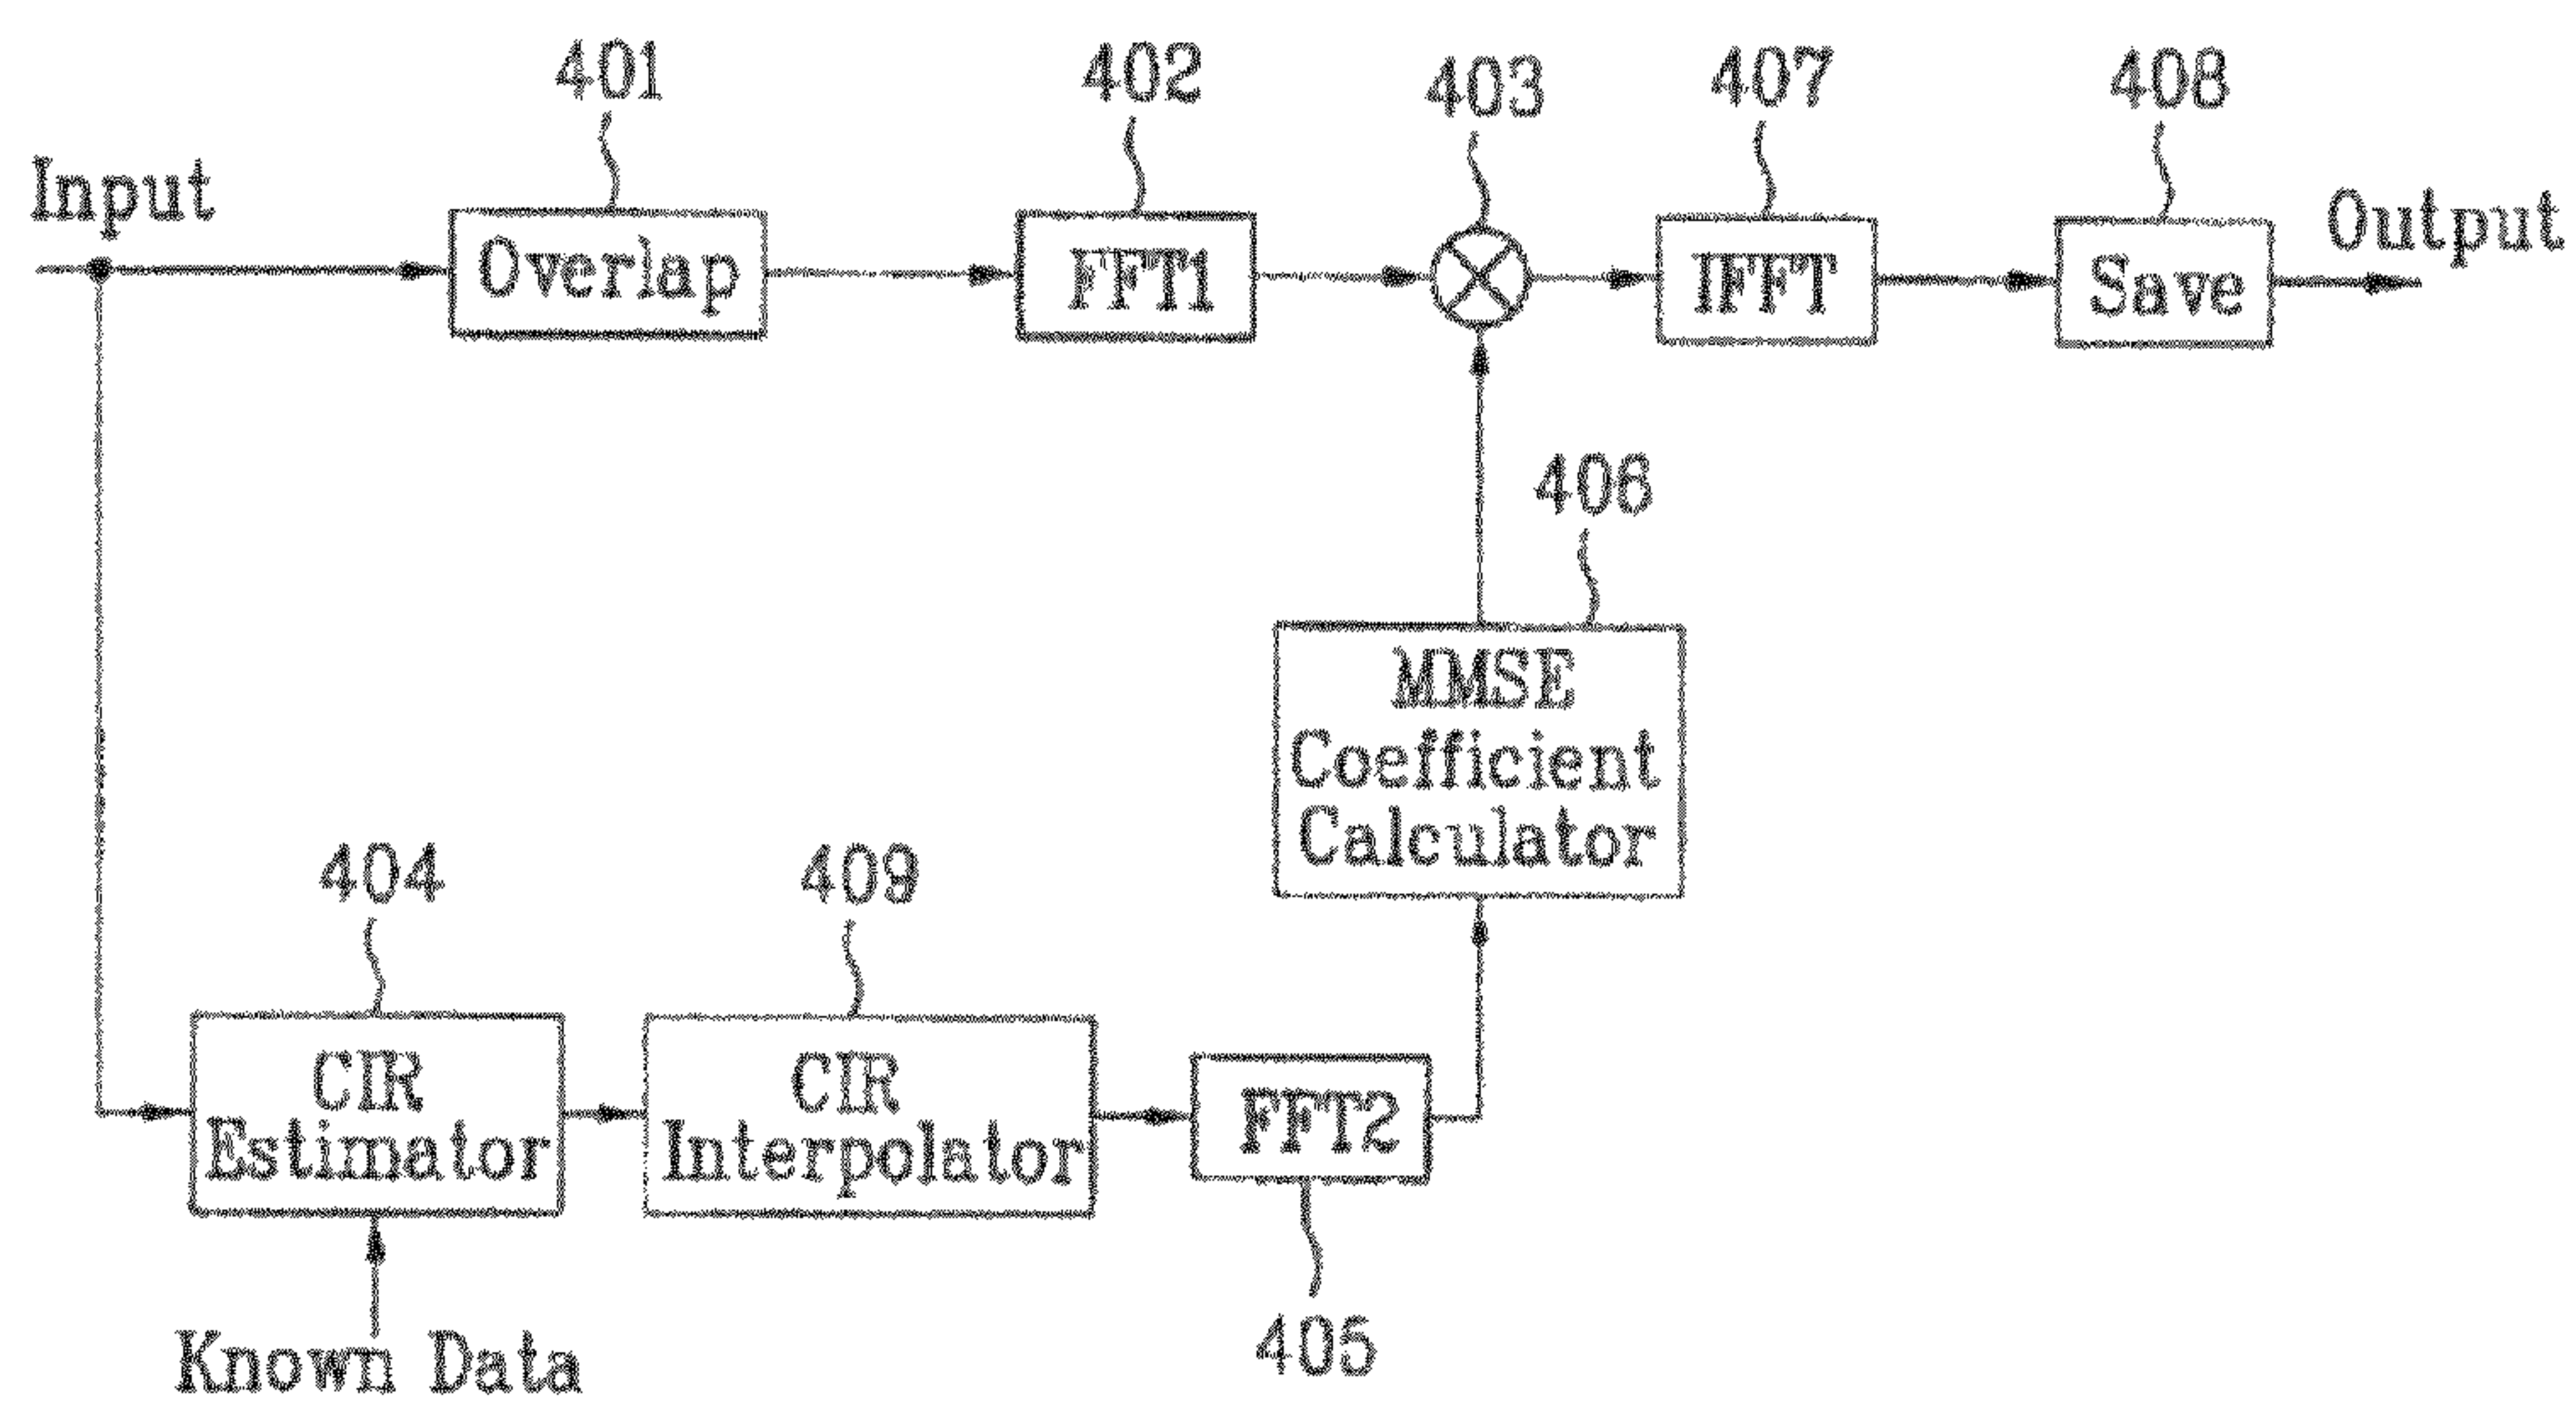 401
402
403
407
408
Input
Output
Overlap
FFT1
IFFT
Save
406
MMSE
Coefficient
Calculator
404
409
CIR
Estimator
CIR
Interpolator
FFT2
405
Known Data